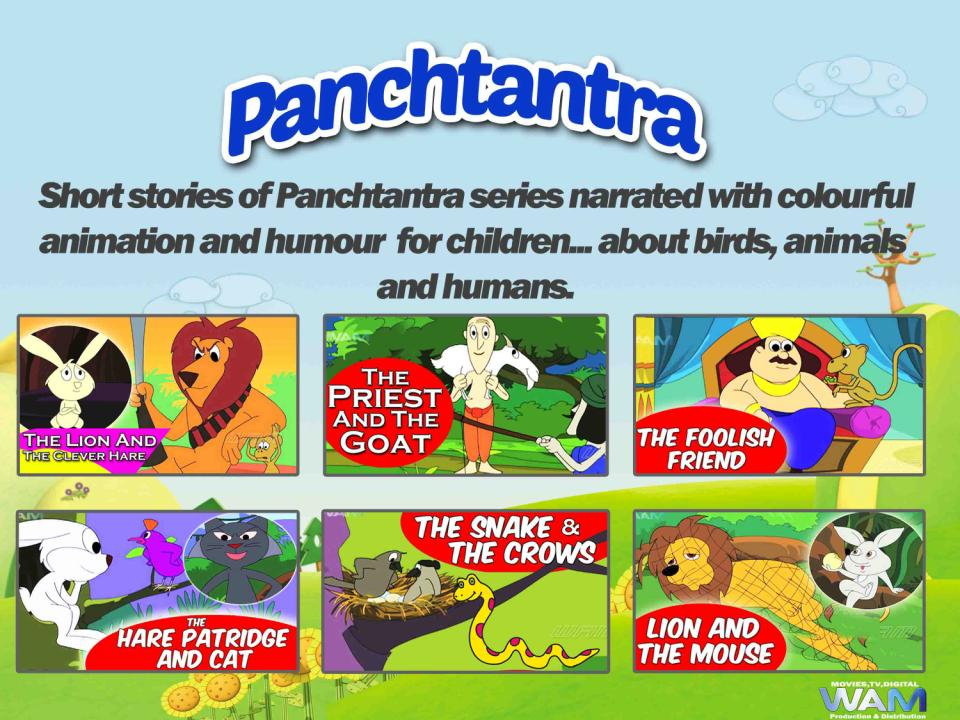 Panchtantra
Short stories of Panchtantra series narrated with colourful
animation and humour for children... about birds, animals
and humans.
THE LION AND
THE CLEVER HARE
THE
PRIEST
AND THE
GOAT
THE FOOLISH
FRIEND
THE
HARE PATRIDGE
AND CAT
THE SNAKE &
THE CROWS
LION AND
THE MOUSE
MOVIES,TV,DIGITAL
WAM
Production & Distribution